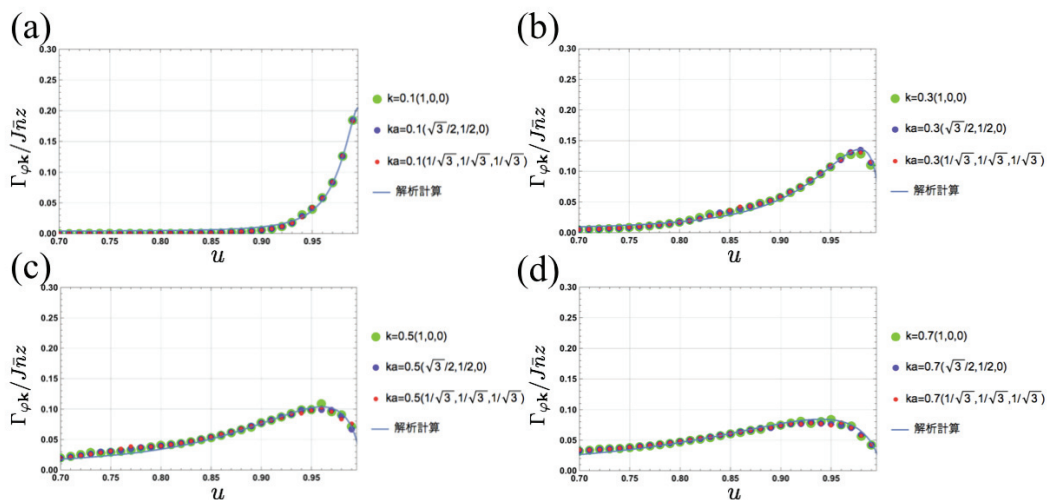 (a)
0.30
0.25
0.20
0.15
0.10
0.05
0.00
0.70 0.75 0.80 0.85 0.90 0.95
Γφk/Jn̄z
u
k=0.1(1,0,0)
ka=0.1(√3/2,1/2,0)
ka=0.1(1/√3,1/√3,1/√3)
解析計算
(b)
0.30
0.25
0.20
0.15
0.10
0.05
0.00
0.70 0.75 0.80 0.85 0.90 0.95
Γφk/Jn̄z
u
k=0.3(1,0,0)
ka=0.3(√3/2,1/2,0)
ka=0.3(1/√3,1/√3,1/√3)
解析計算
(c)
0.30
0.25
0.20
0.15
0.10
0.05
0.00
0.70 0.75 0.80 0.85 0.90 0.95
Γφk/Jn̄z
u
k=0.5(1,0,0)
ka=0.5(√3/2,1/2,0)
ka=0.5(1/√3,1/√3,1/√3)
解析計算
(d)
0.30
0.25
0.20
0.15
0.10
0.05
0.00
0.70 0.75 0.80 0.85 0.90 0.95
Γφk/Jn̄z
u
k=0.7(1,0,0)
ka=0.7(√3/2,1/2,0)
ka=0.7(1/√3,1/√3,1/√3)
解析計算